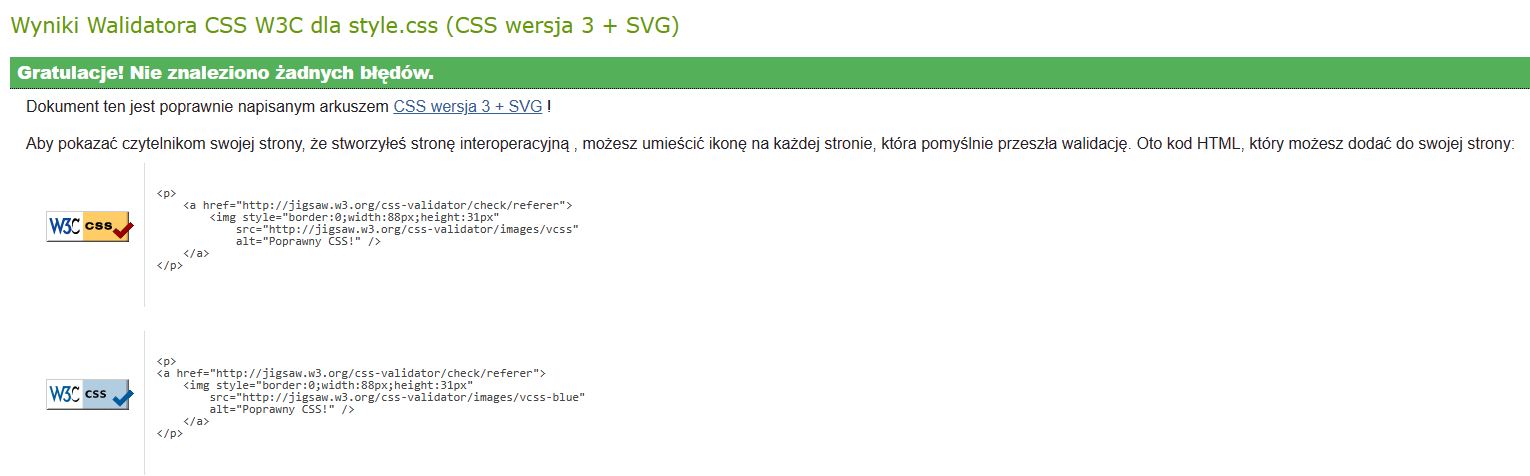 Wyniki Walidatora CSS W3C dla style.css (CSS wersja 3 + SVG)
Gratulacje! Nie znaleziono żadnych błędów.
Dokument ten jest poprawnie napisanym arkuszem CSS wersja 3 + SVG !
Aby pokazać czytelnikom swojej strony, że stworzyłeś stronę interoperacyjną , możesz umieścić ikonę na każdej stronie, która pomyślnie przeszła walidację. Oto kod HTML, który możesz dodać do swojej strony:
<p>
<a href="http://jigsaw.w3.org/css-validator/check/referer">
<img style="border:0;width:88px;height:31px"
W3C css
src="http://jigsaw.w3.org/css-validator/images/vcss"
alt="Poprawny CSS!" />
</a>
</p>
<p>
<a href="http://jigsaw.w3.org/css-validator/check/referer">
<img style="border:0;width:88px;height:31px"
W3C css
src="http://jigsaw.w3.org/css-validator/images/vcss-blue"
alt="Poprawny CSS!" />
</a>
</p>